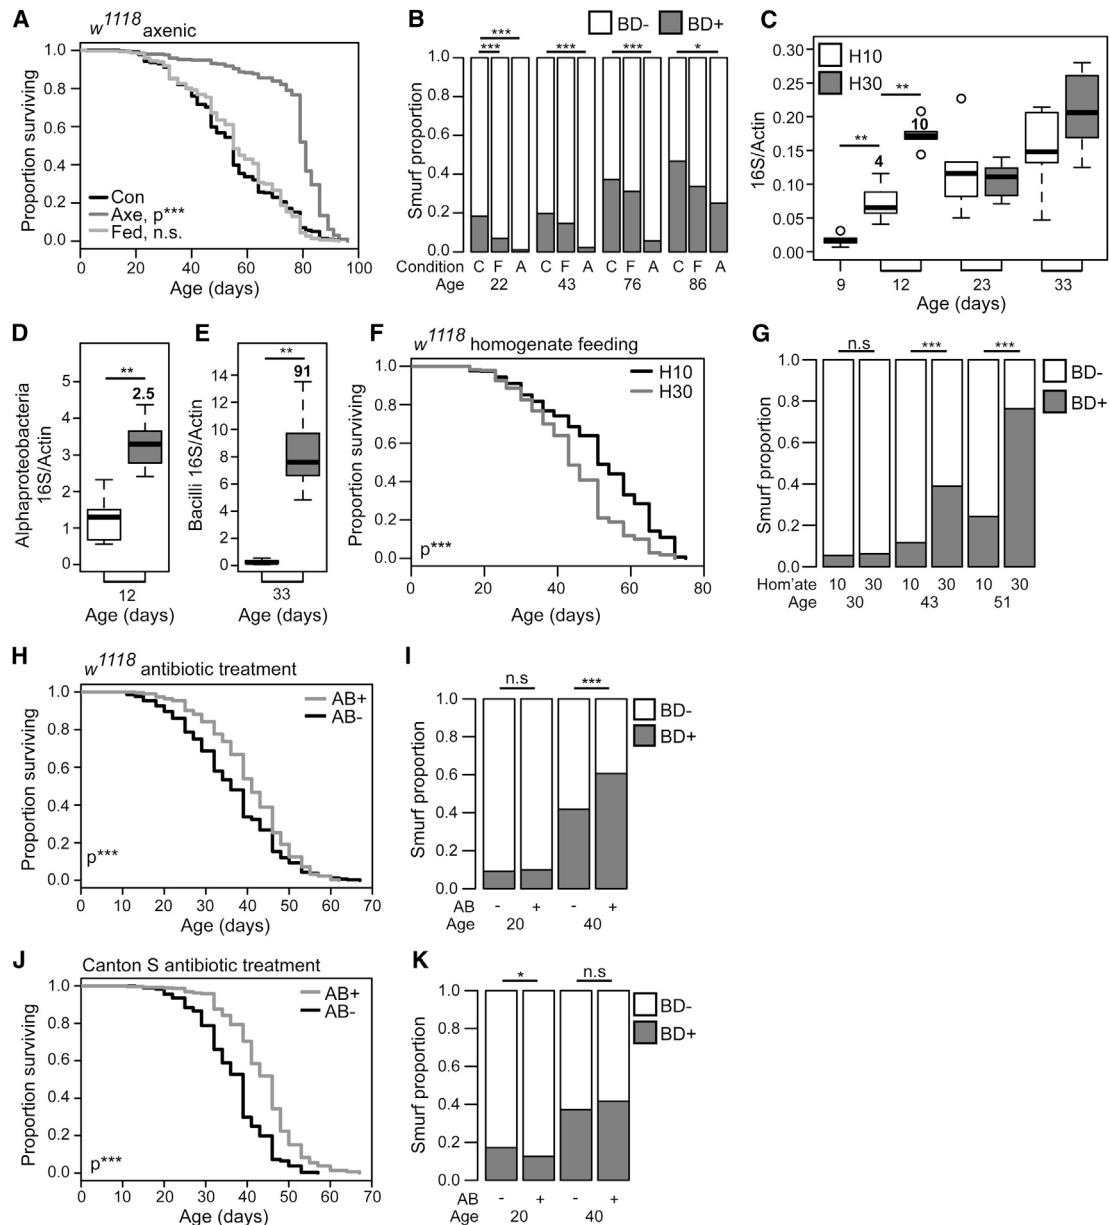 A
w1118 axenic
Proportion surviving
1.0
0.8
0.6
0.4
0.2
0.0
Con
Axe, p***
Fed, n.s.
0 20 40 60 80 100
Age (days)
B
BD- BD+
***
*** *** *** *
Smurf proportion
1.0
0.8
0.6
0.4
0.2
0.0
Condition C F A C F A C F A C F A
Age 22 43 76 86
C
H10
H30
16S/Actin
0.30
0.25
0.20
0.15
0.10
0.05
0.00
**
**
4
10
9 12 23 33
Age (days)
D
Alphaproteobacteria
16S/Actin
5
4
3
2
1
0
**
2.5
12
Age (days)
E
Bacilli 16S/Actin
14
12
10
8
6
4
2
0
**
91
33
Age (days)
F
w1118 homogenate feeding
H10
H30
Proportion surviving
1.0
0.8
0.6
0.4
0.2
0.0
p***
0 20 40 60 80
Age (days)
G
n.s *** ***
BD-
BD+
Smurf proportion
1.0
0.8
0.6
0.4
0.2
0.0
Hom'ate 10 30 10 30 10 30
Age 30 43 51
H
w1118 antibiotic treatment
AB+
AB-
Proportion surviving
1.0
0.8
0.6
0.4
0.2
0.0
p***
0 10 20 30 40 50 60 70
Age (days)
I
n.s ***
BD-
BD+
Smurf proportion
1.0
0.8
0.6
0.4
0.2
0.0
AB - + - +
Age 20 40
J
Canton S antibiotic treatment
AB+
AB-
Proportion surviving
1.0
0.8
0.6
0.4
0.2
0.0
p***
0 10 20 30 40 50 60 70
Age (days)
K
* n.s
BD-
BD+
Smurf proportion
1.0
0.8
0.6
0.4
0.2
0.0
AB - + - +
Age 20 40